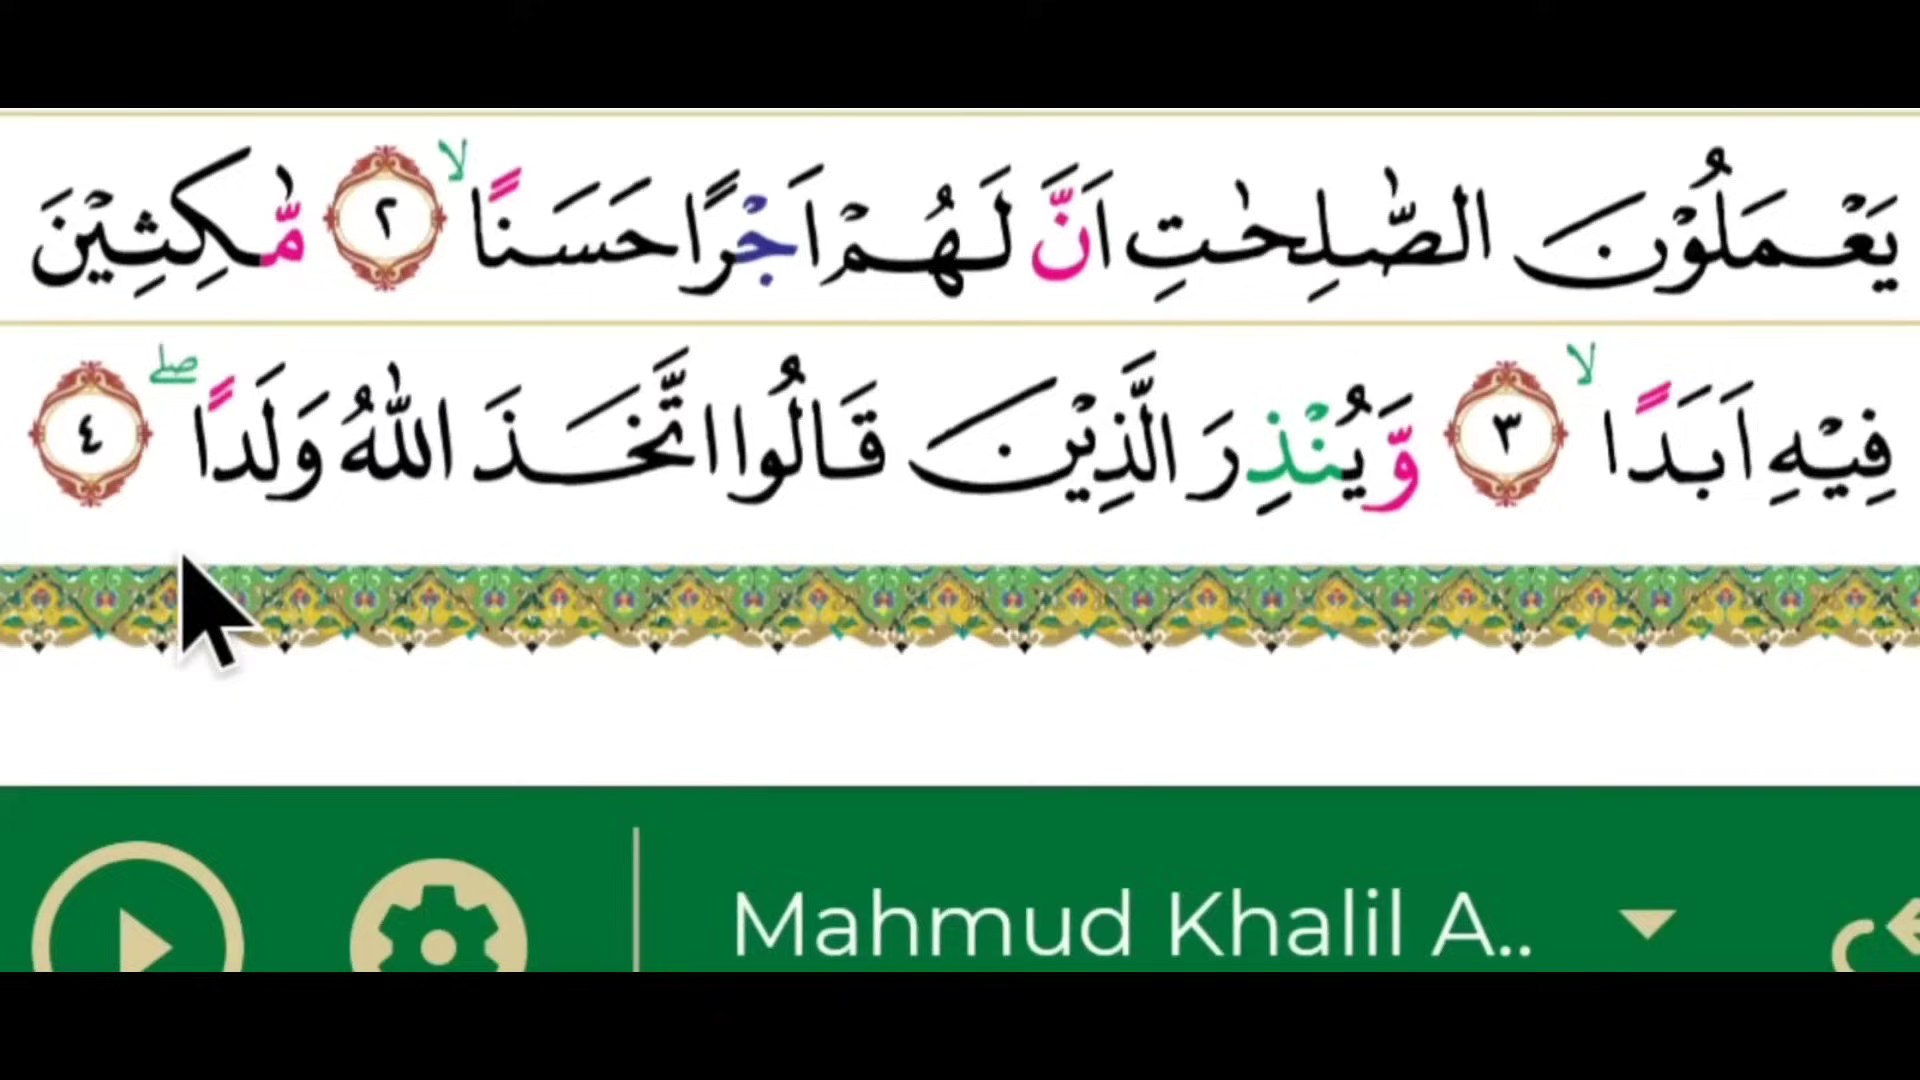 يَعْمَلُوْنَ الصّٰلِحٰتِ اَنَّ لَهُمْ اَجْرًا حَسَنًا ۙ ٢ مّٰكِثِيْنَ
فِيْهِ اَبَدًا ۙ ٣ وَّيُنْذِرَ الَّذِيْنَ قَالُوا اتَّخَذَ اللّٰهُ وَلَدًا ۖ ٤
Mahmud Khalil A..